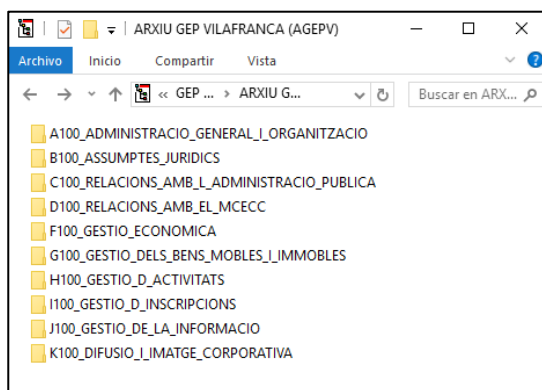 ARXIU GEP VILAFRANCA (AGEPV)
Archivo Inicio Compartir Vista
« GEP ... › ARXIU G... Buscar en ARX...
A100_ADMINISTRACIO_GENERAL_I_ORGANITZACIO
B100_ASSUMPTES_JURIDICS
C100_RELACIONS_AMB_L_ADMINISTRACIO_PUBLICA
D100_RELACIONS_AMB_EL_MCECC
F100_GESTIO_ECONOMICA
G100_GESTIO_DELS_BENS_MOBLES_I_IMMOBLES
H100_GESTIO_D_ACTIVITATS
I100_GESTIO_D_INSCRIPCIONS
J100_GESTIO_DE_LA_INFORMACIO
K100_DIFUSIO_I_IMATGE_CORPORATIVA